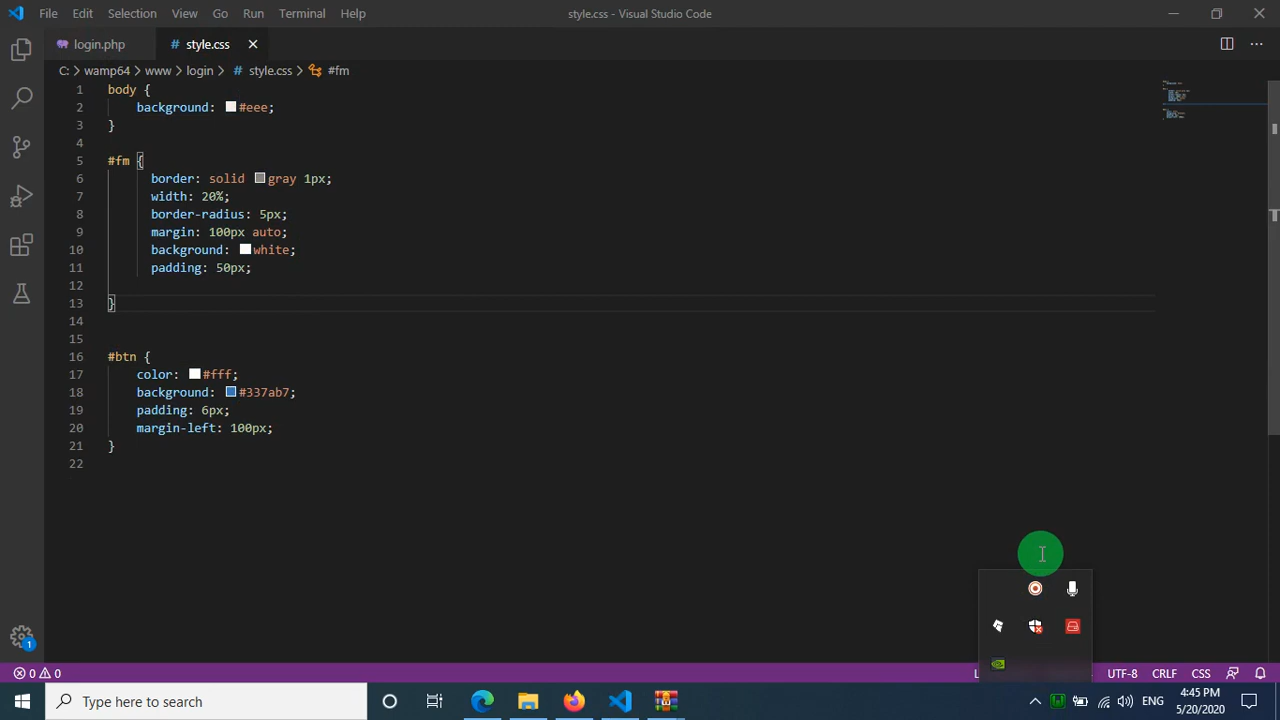 File Edit Selection View Go Run Terminal Help
style.css - Visual Studio Code
login.php
style.css
C: > wamp64 > www > login > style.css > #fm
1 body {
2 background: #eee;
3 }
4
5 #fm {
6 border: solid gray 1px;
7 width: 20%;
8 border-radius: 5px;
9 margin: 100px auto;
10 background: white;
11 padding: 50px;
12
13 }
14
15
16 #btn {
17 color: #fff;
18 background: #337ab7;
19 padding: 6px;
20 margin-left: 100px;
21 }
22
1
0 0
UTF-8 CRLF CSS
Type here to search
ENG
4:45 PM
5/20/2020